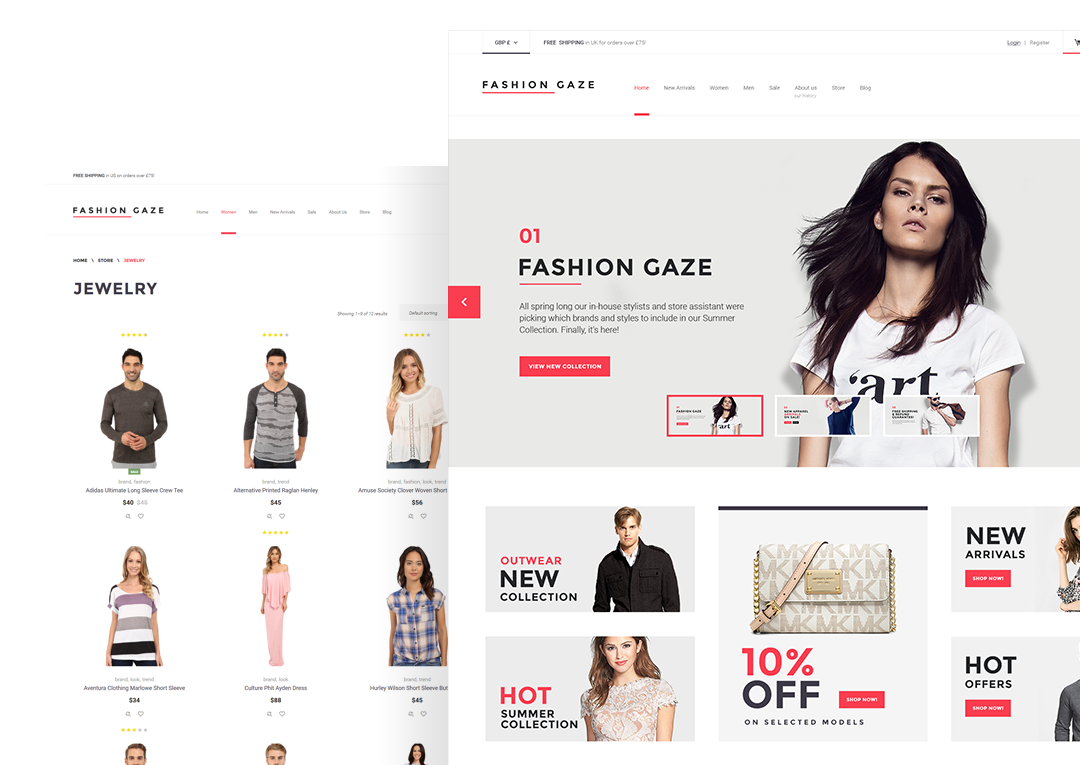 GBP £
FREE SHIPPING in UK for orders over £75!
Login | Register
FASHION GAZE
Home New Arrivals Women Men Sale About us Store Blog
our history
01
FASHION GAZE
All spring long our in-house stylists and store assistant were
picking which brands and styles to include in our Summer
Collection. Finally, it's here!
VIEW NEW COLLECTION
'art
FASHION GAZE
art
NEW APPAREL
ARRIVALS
ON SALE!
FREE SHIPPING
& REFUND
GUARANTEE!
OUTWEAR
NEW
COLLECTION
HOT
SUMMER
COLLECTION
MICHAEL KORS
10%
OFF
SHOP NOW!
ON SELECTED MODELS
NEW
ARRIVALS
SHOP NOW!
HOT
OFFERS
SHOP NOW!
FREE SHIPPING in US on orders over £75!
FASHION GAZE
Home Women Men New Arrivals Sale About Us Store Blog
HOME \ STORE \ JEWELRY
JEWELRY
Showing 1–9 of 12 results
Default sorting
SALE
brand, fashion
Adidas Ultimate Long Sleeve Crew Tee
$40 $45
brand, trend
Alternative Printed Raglan Henley
$45
brand, fashion, look, trend
Amuse Society Clover Woven Short
$56
brand, look, trend
Aventura Clothing Marlowe Short Sleeve
$34
brand, look
Culture Phit Ayden Dress
$88
brand, trend
Hurley Wilson Short Sleeve But
$45